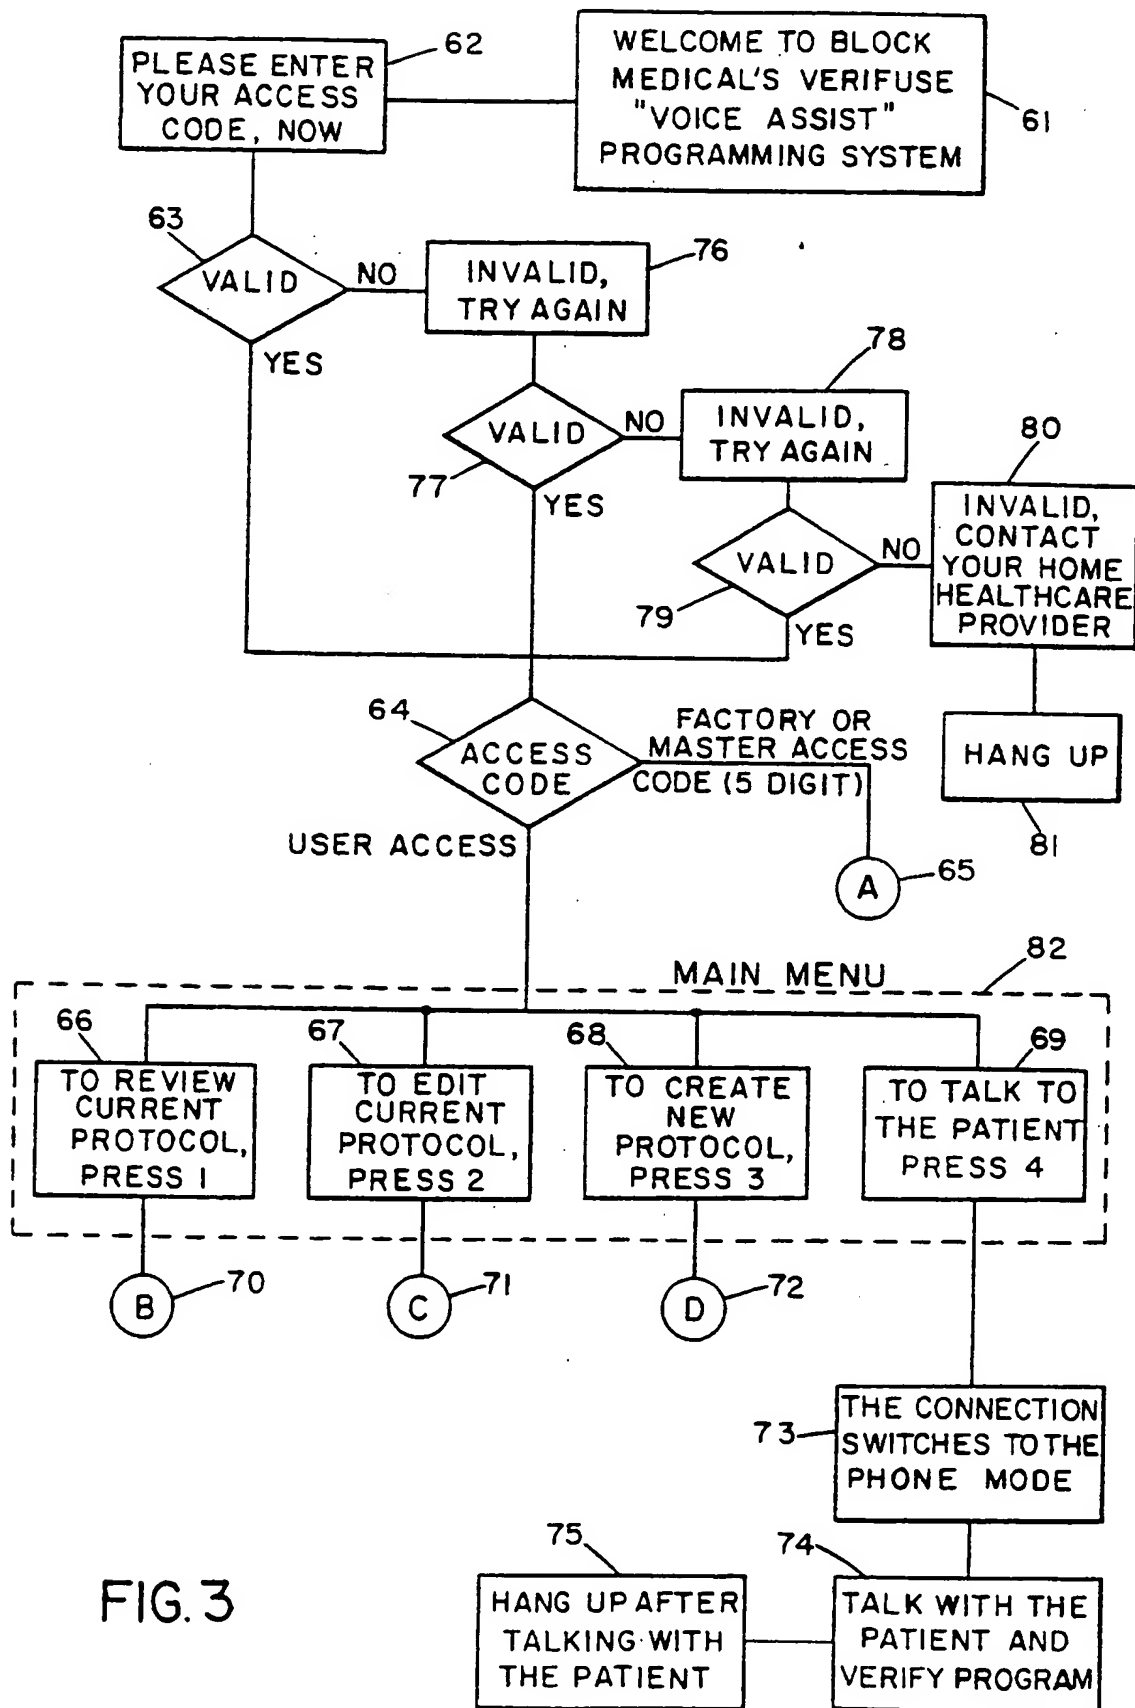 62
PLEASE ENTER
YOUR ACCESS
CODE, NOW
WELCOME TO BLOCK
MEDICAL'S VERIFUSE
"VOICE ASSIST"
PROGRAMMING SYSTEM
61
63
VALID
NO
YES
76
INVALID,
TRY AGAIN
77
VALID
NO
YES
78
INVALID,
TRY AGAIN
79
VALID
NO
YES
80
INVALID,
CONTACT
YOUR HOME
HEALTHCARE
PROVIDER
HANG UP
81
64
ACCESS
CODE
FACTORY OR
MASTER ACCESS
CODE (5 DIGIT)
USER ACCESS
A
65
MAIN MENU
82
66
TO REVIEW
CURRENT
PROTOCOL,
PRESS 1
67
TO EDIT
CURRENT
PROTOCOL,
PRESS 2
68
TO CREATE
NEW
PROTOCOL,
PRESS 3
69
TO TALK TO
THE PATIENT
PRESS 4
B
70
C
71
D
72
73
THE CONNECTION
SWITCHES TO THE
PHONE MODE
74
TALK WITH THE
PATIENT AND
VERIFY PROGRAM
75
HANG UP AFTER
TALKING WITH
THE PATIENT
FIG. 3